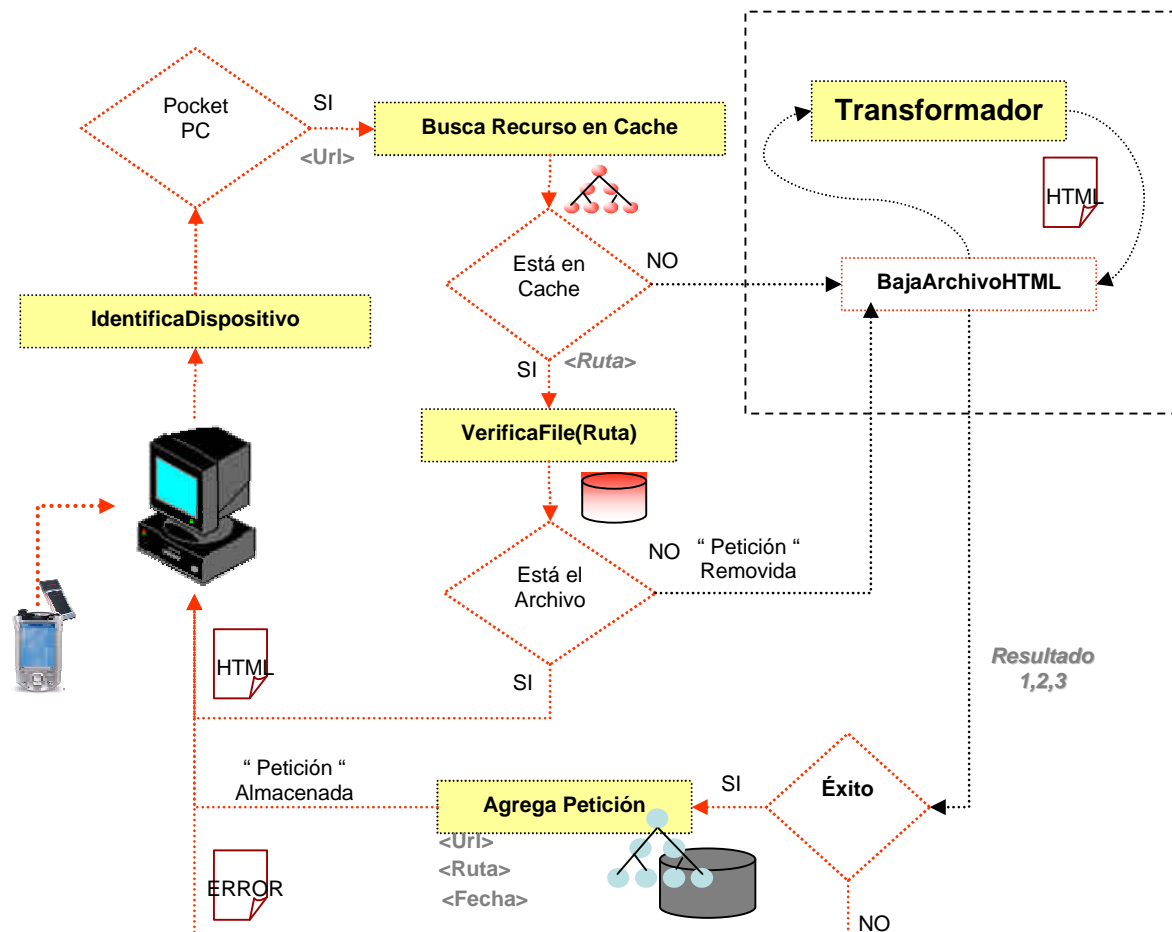 Pocket
PC
SI
<Url>
Busca Recurso en Cache
Transformador
HTML
Está en
Cache
NO
BajaArchivoHTML
IdentificaDispositivo
SI
<Ruta>
VerificaFile(Ruta)
Está el
Archivo
NO
“ Petición “
Removida
HTML
SI
Resultado
1,2,3
“ Petición “
Almacenada
Agrega Petición
SI
Éxito
<Url>
<Ruta>
<Fecha>
ERROR
NO